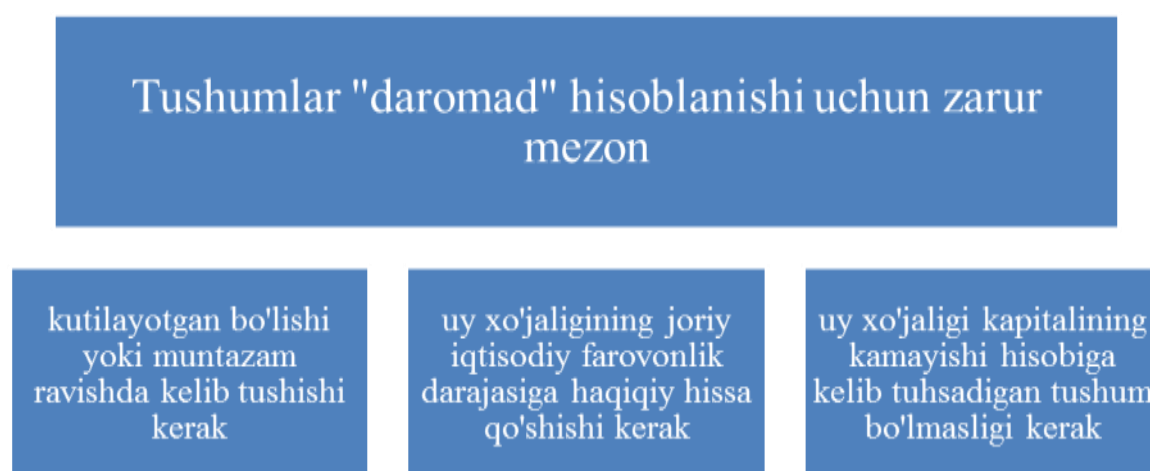 Tushumlar "daromad" hisoblanishi uchun zarur
mezon
kutilayotgan bo'lishi
yoki muntazam
ravishda kelib tushishi
kerak
uy xo'jaligining joriy
iqtisodiy farovonlik
darajasiga haqiqiy hissa
qo'shishi kerak
uy xo'jaligi kapitalining
kamayishi hisobiga
kelib tuhsadigan tushum
bo'lmasligi kerak